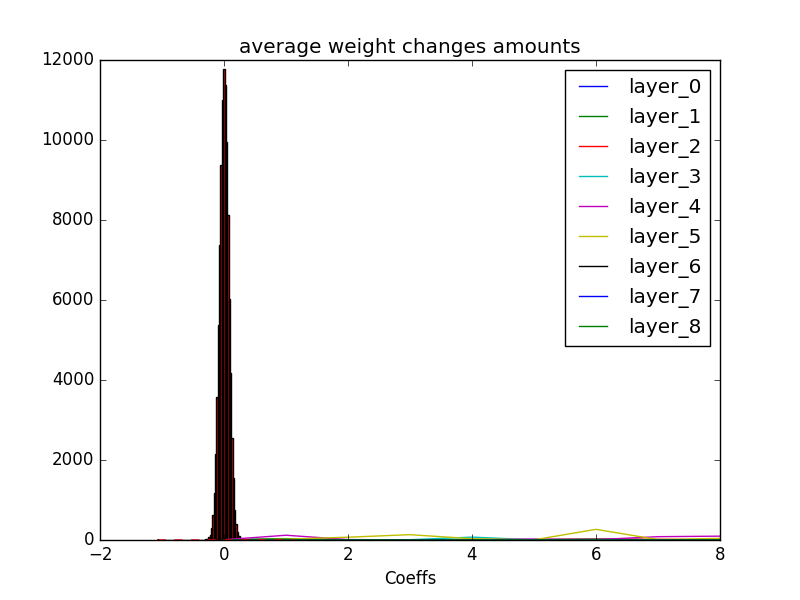 average weight changes amounts
12000
10000
8000
6000
4000
2000
0
−2
0
2
4
6
8
Coeffs
layer_0
layer_1
layer_2
layer_3
layer_4
layer_5
layer_6
layer_7
layer_8